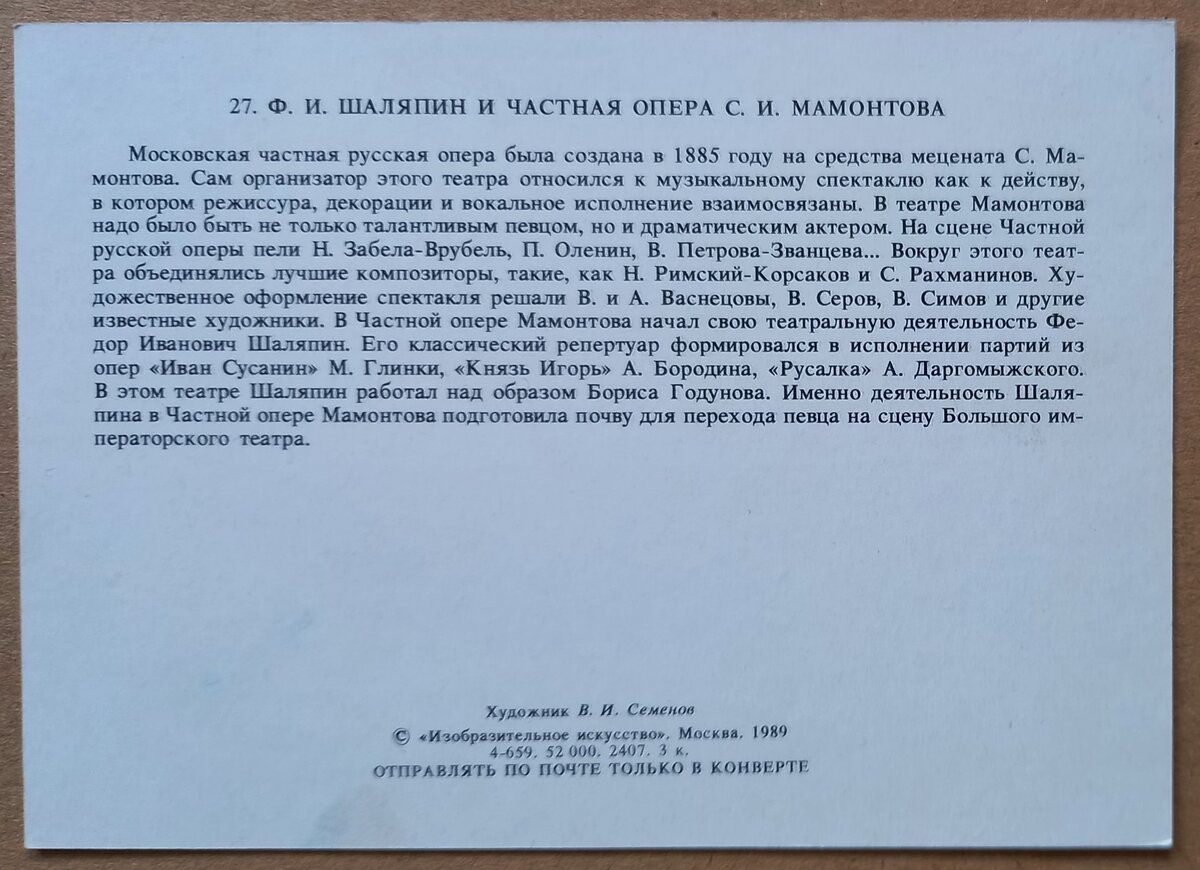 27. Ф. И. ШАЛЯПИН И ЧАСТНАЯ ОПЕРА С. И. МАМОНТОВА
Московская частная русская опера была создана в 1885 году на средства мецената С. Ма-
монтова. Сам организатор этого театра относился к музыкальному спектаклю как к действу,
в котором режиссура, декорации и вокальное исполнение взаимосвязаны. В театре Мамонтова
надо было быть не только талантливым певцом, но и драматическим актером. На сцене Частной
русской оперы пели Н. Забела-Врубель, П. Оленин, В. Петрова-Званцева... Вокруг этого теат-
ра объединялись лучшие композиторы, такие, как Н. Римский-Корсаков и С. Рахманинов. Ху-
дожественное оформление спектакля решали В. и А. Васнецовы, В. Серов, В. Симов и другие
известные художники. В Частной опере Мамонтова начал свою театральную деятельность Фе-
дор Иванович Шаляпин. Его классический репертуар формировался в исполнении партий из
опер «Иван Сусанин» М. Глинки, «Князь Игорь» А. Бородина, «Русалка» А. Даргомыжского.
В этом театре Шаляпин работал над образом Бориса Годунова. Именно деятельность Шаля-
пина в Частной опере Мамонтова подготовила почву для перехода певца на сцену Большого им-
ператорского театра.
Художник В. И. Семенов
© «Изобразительное искусство». Москва. 1989
4-659. 52 000. 2407. 3 к.
ОТПРАВЛЯТЬ ПО ПОЧТЕ ТОЛЬКО В КОНВЕРТЕ